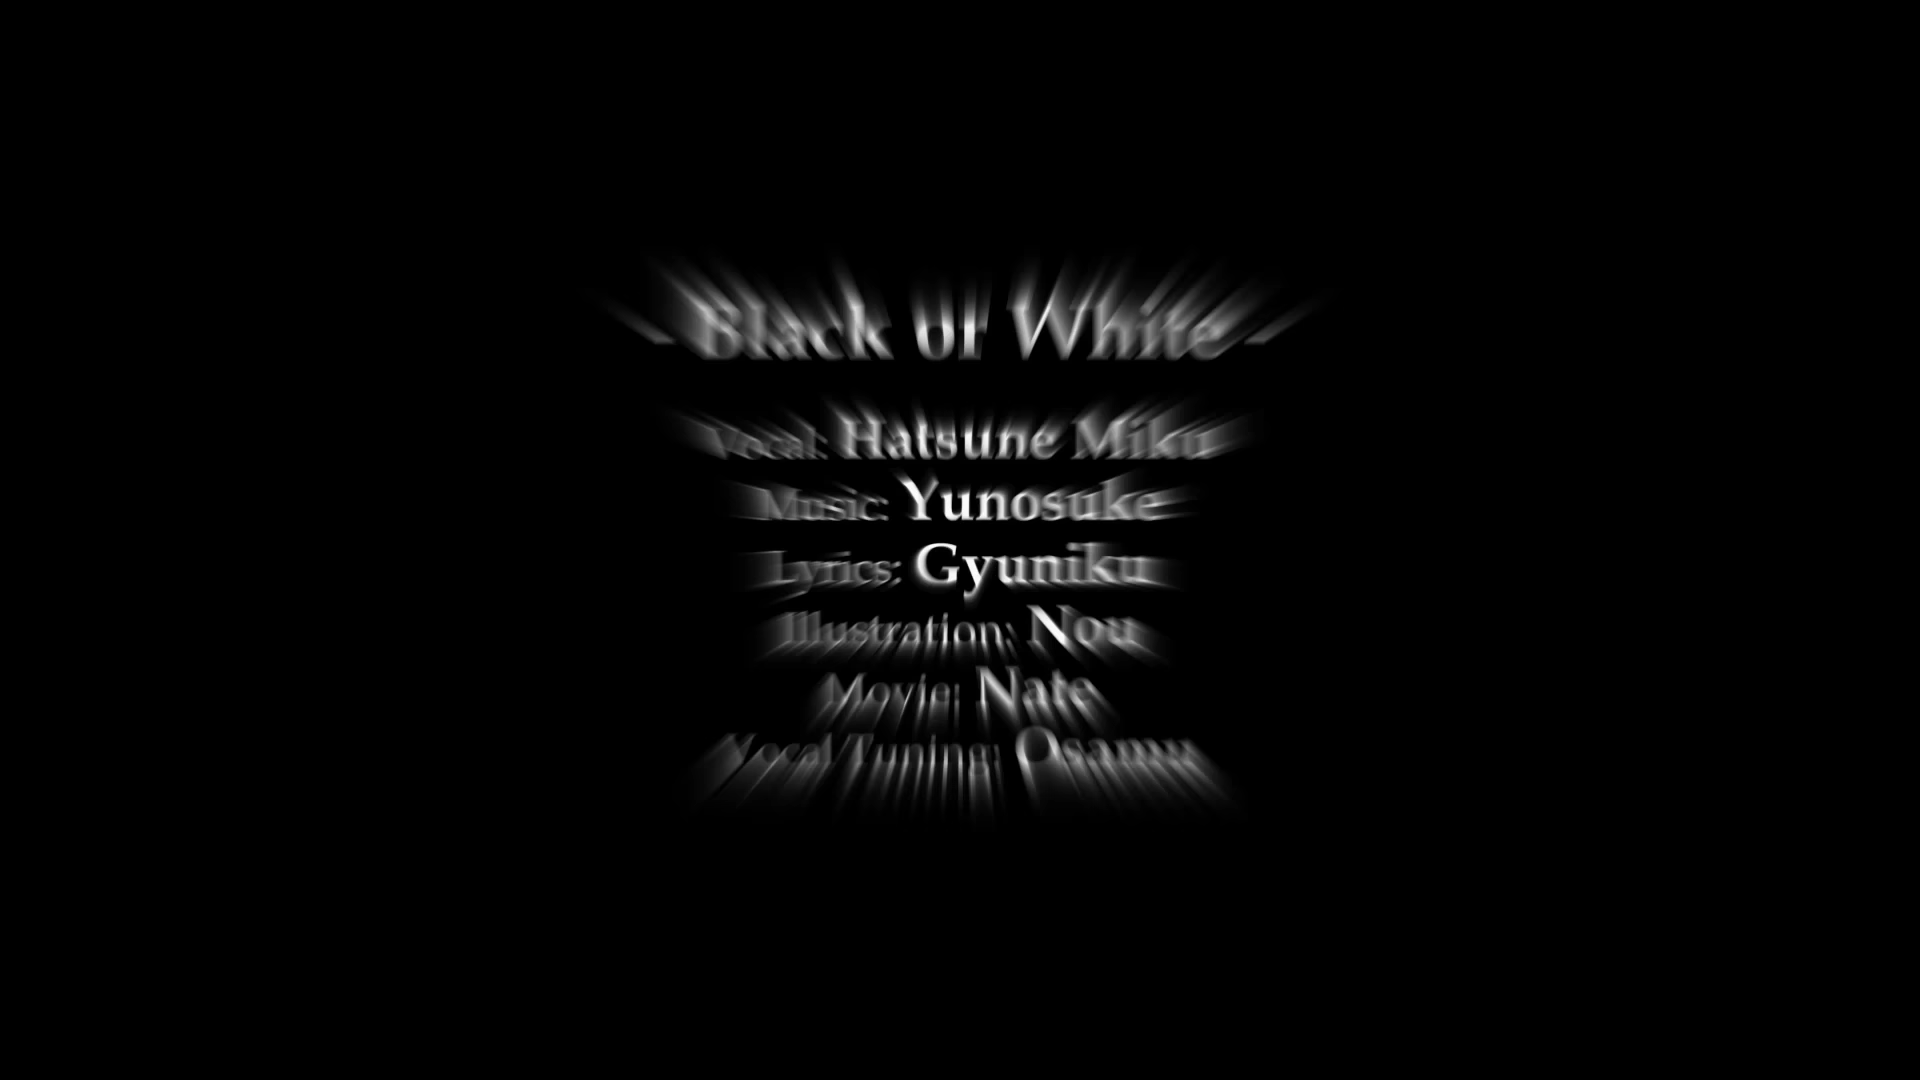 - Black or White -
Vocal: Hatsune Miku
Music: Yunosuke
Lyrics: Gyuniku
Illustration: Nou
Movie: Nate
Vocal Tuning: Osamu